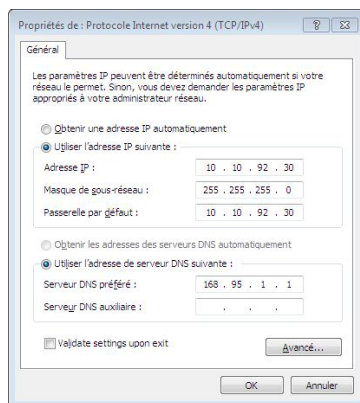 Propriétés de : Protocole Internet version 4 (TCP/IPv4)
Général
Les paramètres IP peuvent être déterminés automatiquement si votre
réseau le permet. Sinon, vous devez demander les paramètres IP
appropriés à votre administrateur réseau.
Obtenir une adresse IP automatiquement
Utiliser l'adresse IP suivante :
Adresse IP : 10 . 10 . 92 . 30
Masque de sous-réseau : 255 . 255 . 255 . 0
Passerelle par défaut : 10 . 10 . 92 . 30
Obtenir les adresses des serveurs DNS automatiquement
Utiliser l'adresse de serveur DNS suivante :
Serveur DNS préféré : 168 . 95 . 1 . 1
Serveur DNS auxiliaire : . . .
Validate settings upon exit
Avancé...
OK Annuler